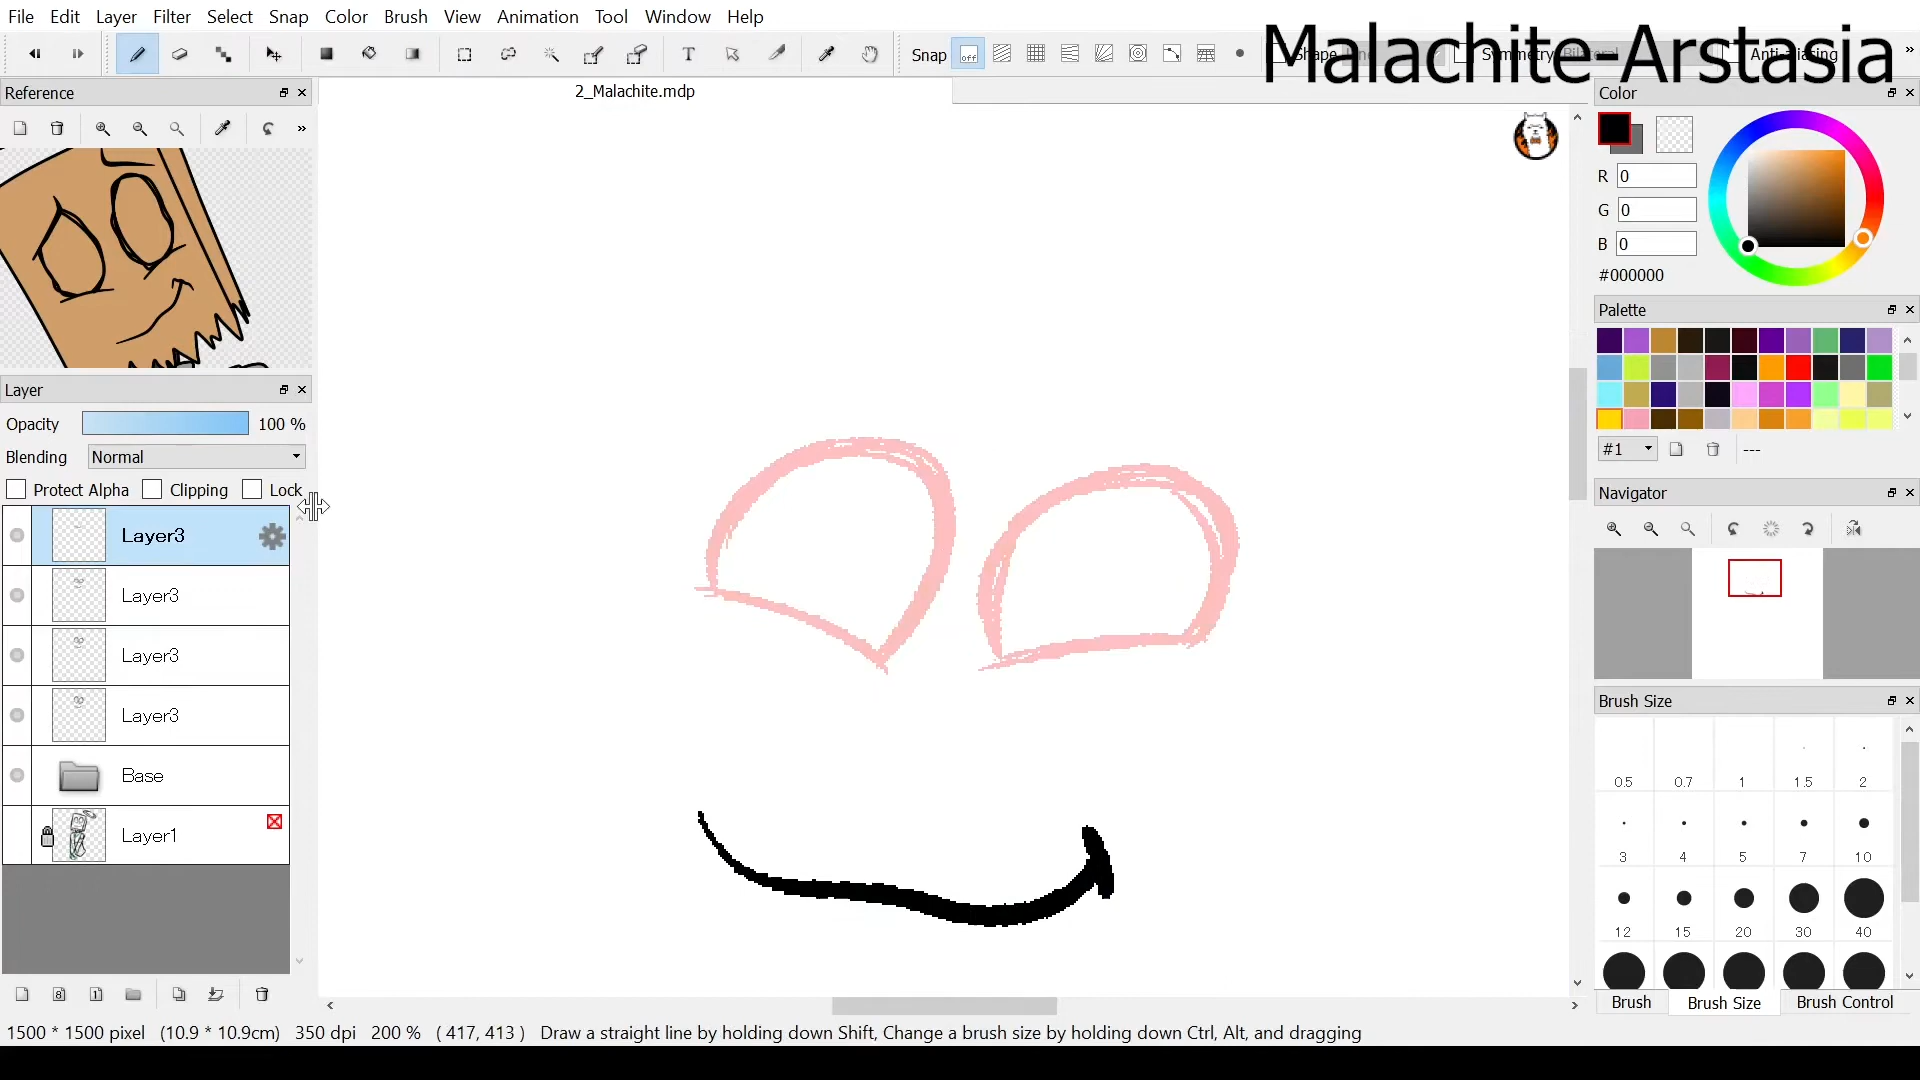 File Edit Layer Filter Select Snap Color Brush View Animation Tool Window Help
Malachite-Arstasia
Snap off Shape Symmetry Bilateral Anti-aliasing
Reference
2_Malachite.mdp
Color
R 0
G 0
B 0
#000000
Palette
#1 ---
Layer
Opacity 100 %
Blending Normal
Protect Alpha Clipping Lock
Layer3
Layer3
Layer3
Layer3
Base
Layer1
Navigator
Brush Size
0.5 0.7 1 1.5 2
3 4 5 7 10
12 15 20 30 40
Brush Brush Size Brush Control
1500 * 1500 pixel (10.9 * 10.9cm) 350 dpi 200 % ( 417, 413 ) Draw a straight line by holding down Shift, Change a brush size by holding down Ctrl, Alt, and dragging